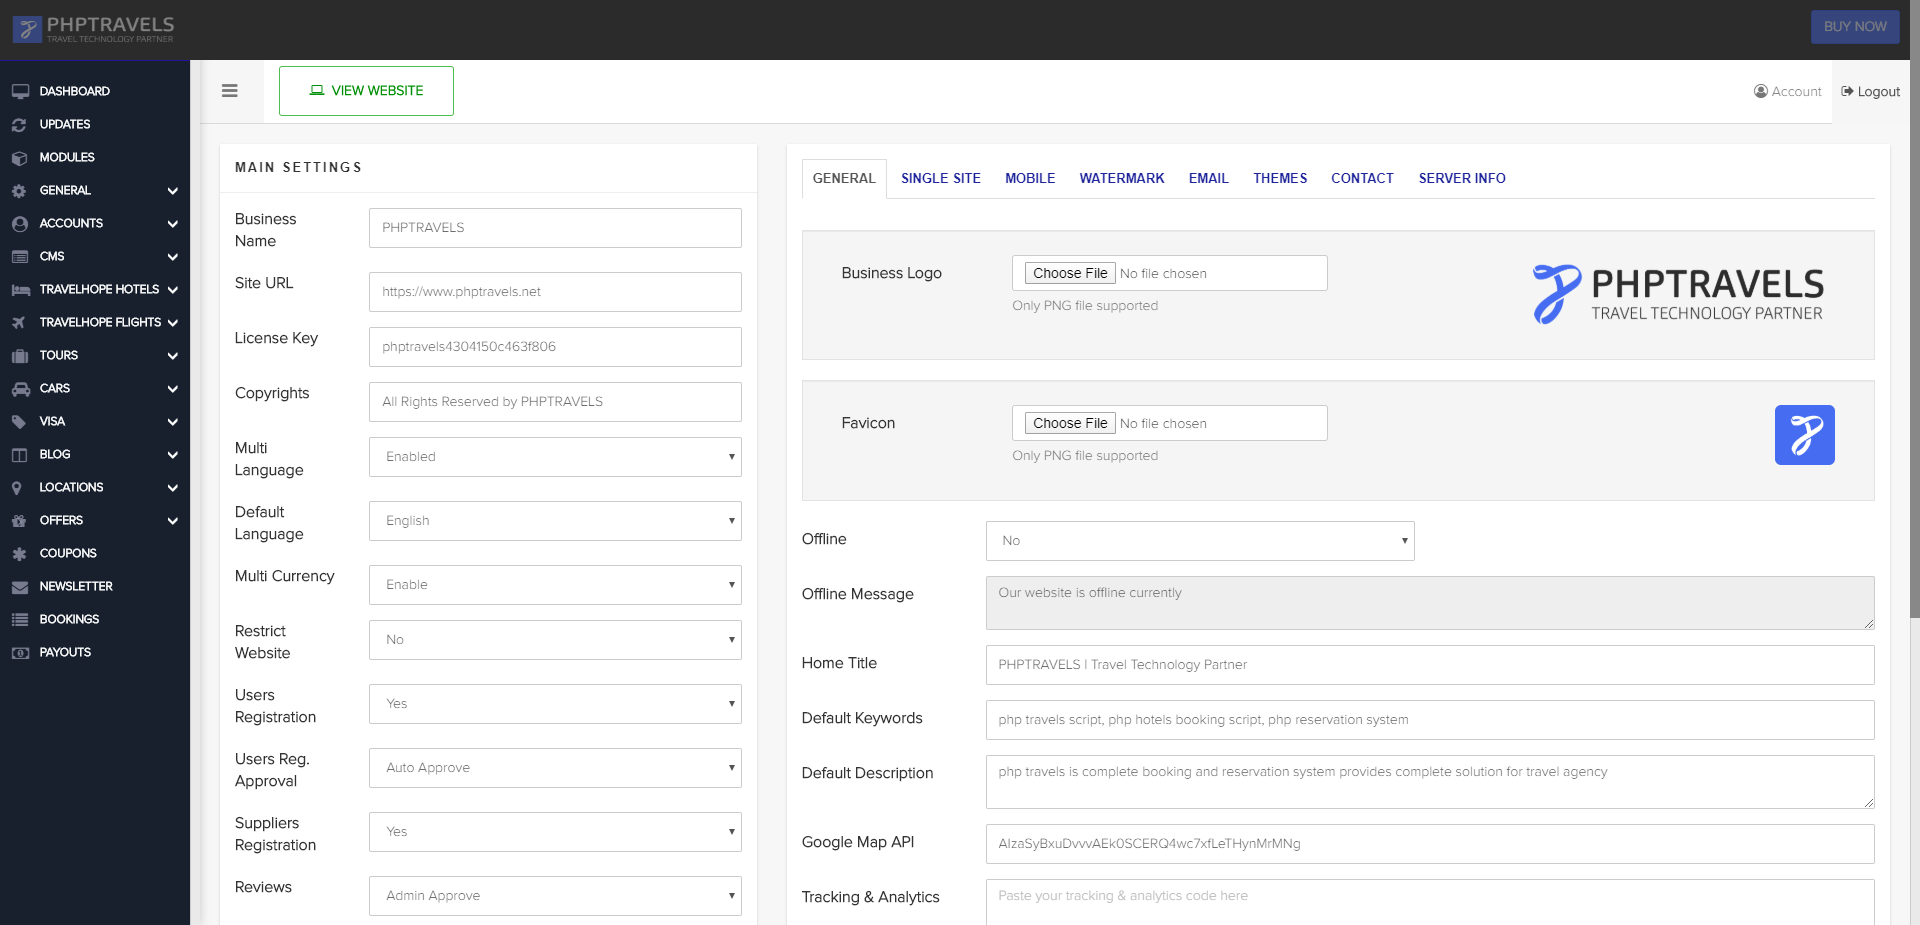 PHPTRAVELS
TRAVEL TECHNOLOGY PARTNER
BUY NOW
DASHBOARD
UPDATES
MODULES
GENERAL
ACCOUNTS
CMS
TRAVELHOPE HOTELS
TRAVELHOPE FLIGHTS
TOURS
CARS
VISA
BLOG
LOCATIONS
OFFERS
COUPONS
NEWSLETTER
BOOKINGS
PAYOUTS
VIEW WEBSITE
Account
Logout
MAIN SETTINGS
Business
Name
PHPTRAVELS
Site URL
https://www.phptravels.net
License Key
phptravels4304150c463f806
Copyrights
All Rights Reserved by PHPTRAVELS
Multi
Language
Enabled
Default
Language
English
Multi Currency
Enable
Restrict
Website
No
Users
Registration
Yes
Users Reg.
Approval
Auto Approve
Suppliers
Registration
Yes
Reviews
Admin Approve
GENERAL SINGLE SITE MOBILE WATERMARK EMAIL THEMES CONTACT SERVER INFO
Business Logo
Choose File No file chosen
Only PNG file supported
PHPTRAVELS
TRAVEL TECHNOLOGY PARTNER
Favicon
Choose File No file chosen
Only PNG file supported
Offline
No
Offline Message
Our website is offline currently
Home Title
PHPTRAVELS | Travel Technology Partner
Default Keywords
php travels script, php hotels booking script, php reservation system
Default Description
php travels is complete booking and reservation system provides complete solution for travel agency
Google Map API
AIzaSyBxuDvvvAEk0SCERQ4wc7xfLeTHynMrMNg
Tracking & Analytics
Paste your tracking & analytics code here